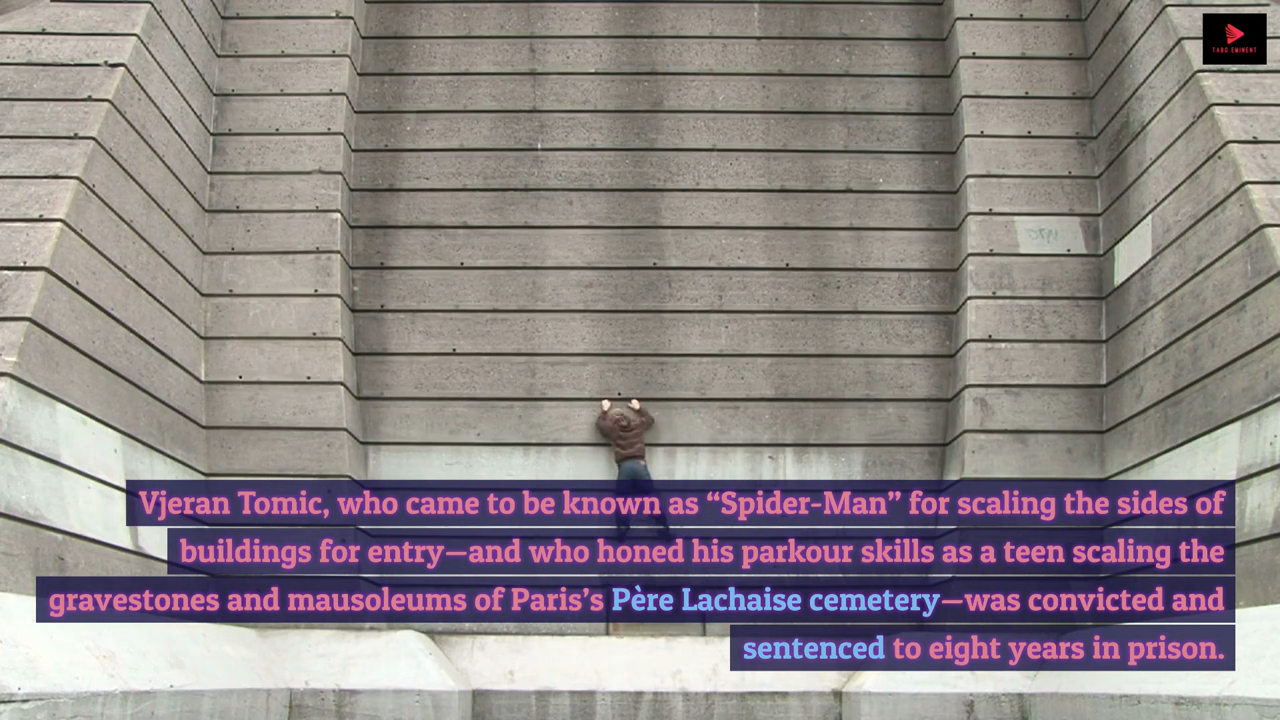 TABD EMINENT
Vjeran Tomic, who came to be known as “Spider-Man” for scaling the sides of
buildings for entry—and who honed his parkour skills as a teen scaling the
gravestones and mausoleums of Paris’s Père Lachaise cemetery—was convicted and
sentenced to eight years in prison.